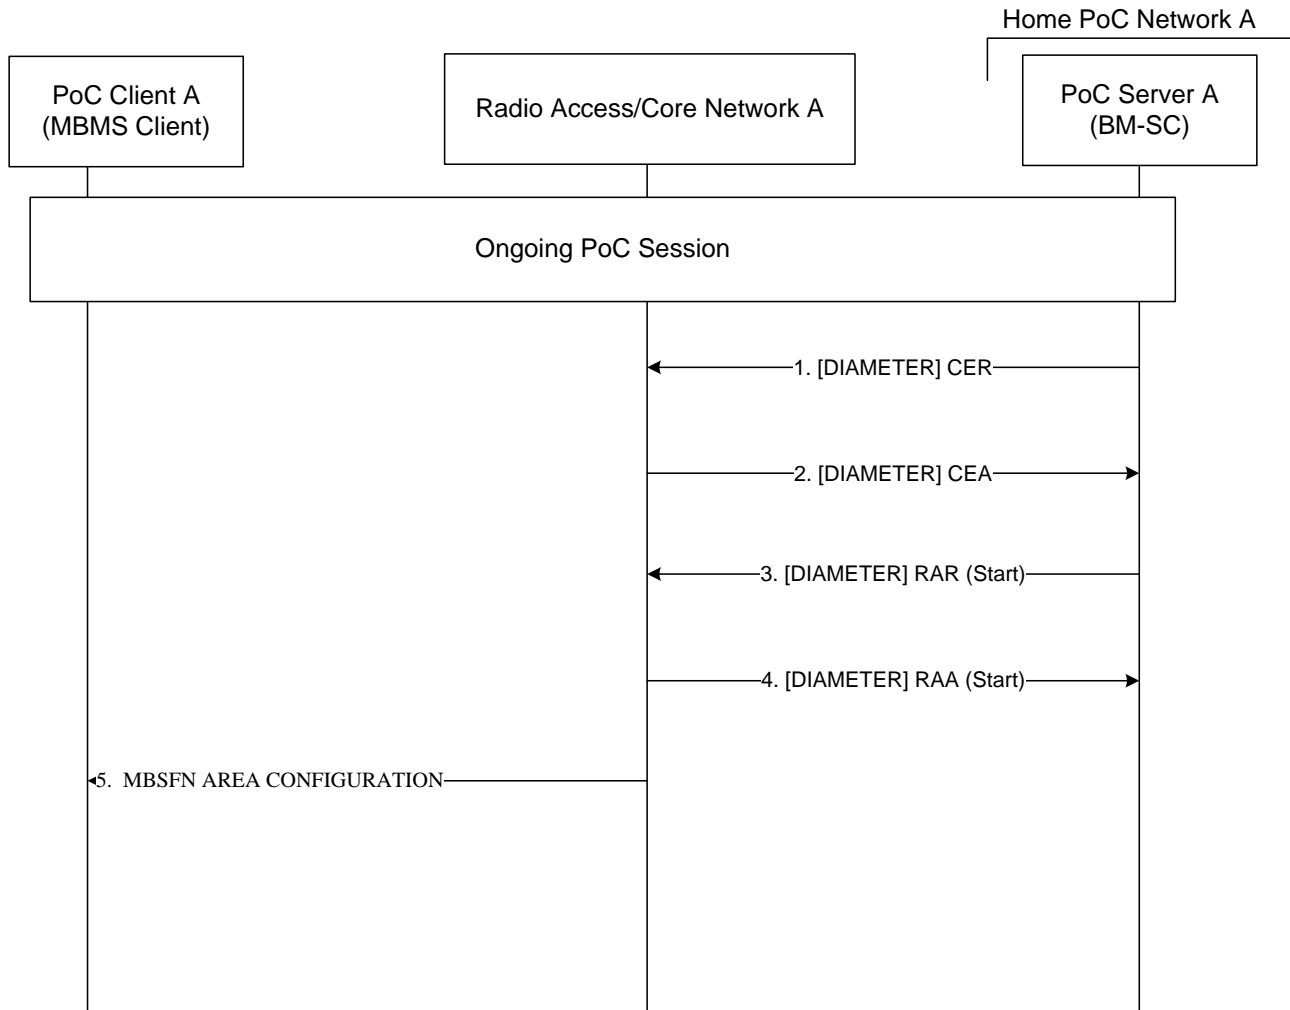 Home PoC Network A
PoC Client A
(MBMS Client)
Radio Access/Core Network A
PoC Server A
(BM-SC)
Ongoing PoC Session
1. [DIAMETER] CER
2. [DIAMETER] CEA
3. [DIAMETER] RAR (Start)
4. [DIAMETER] RAA (Start)
5. MBSFN AREA CONFIGURATION